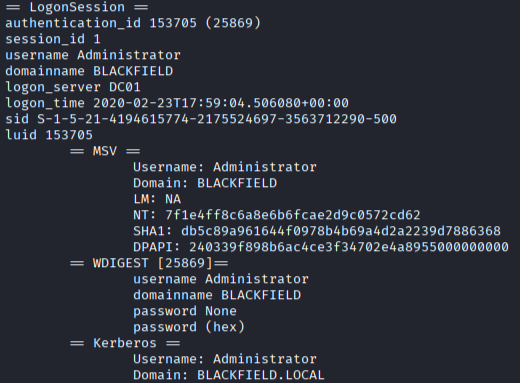 == LogonSession ==
authentication_id 153705 (25869)
session_id 1
username Administrator
domainname BLACKFIELD
logon_server DC01
logon_time 2020-02-23T17:59:04.506080+00:00
sid S-1-5-21-4194615774-2175524697-3563712290-500
luid 153705
== MSV ==
Username: Administrator
Domain: BLACKFIELD
LM: NA
NT: 7f1e4ff8c6a8e6b6fcae2d9c0572cd62
SHA1: db5c89a961644f0978b4b69a4d2a2239d7886368
DPAPI: 240339f898b6ac4ce3f34702e4a8955000000000
== WDIGEST [25869]==
username Administrator
domainname BLACKFIELD
password None
password (hex)
== Kerberos ==
Username: Administrator
Domain: BLACKFIELD.LOCAL